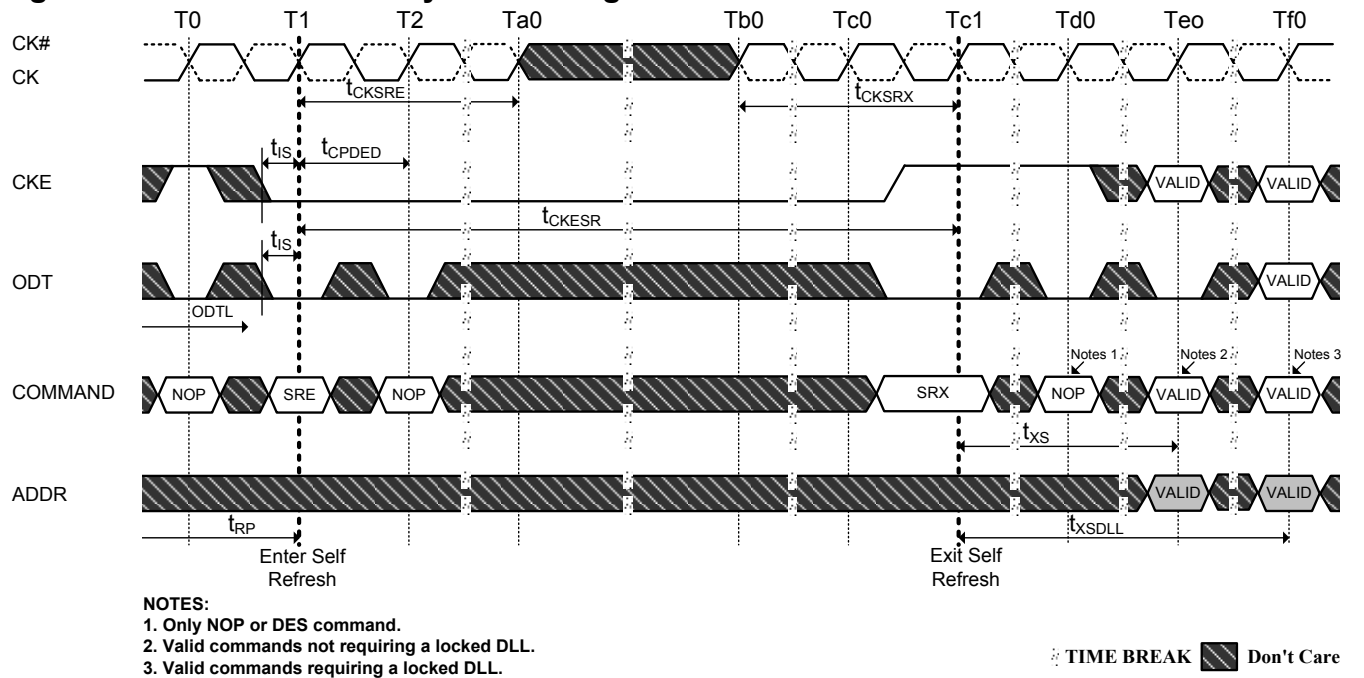 T0 T1 T2 Ta0 Tb0 Tc0 Tc1 Td0 Teo Tf0
CK#
CK
tCKSRE tCKSRX
tIS tCPDED
CKE VALID VALID
tCKESR
tIS
ODT VALID
ODTL
Notes 1 Notes 2 Notes 3
COMMAND NOP SRE NOP SRX NOP VALID VALID
tXS
ADDR VALID VALID
tRP tXSDLL
Enter Self Exit Self
Refresh Refresh
NOTES:
1. Only NOP or DES command.
2. Valid commands not requiring a locked DLL.
3. Valid commands requiring a locked DLL.
TIME BREAK Don't Care